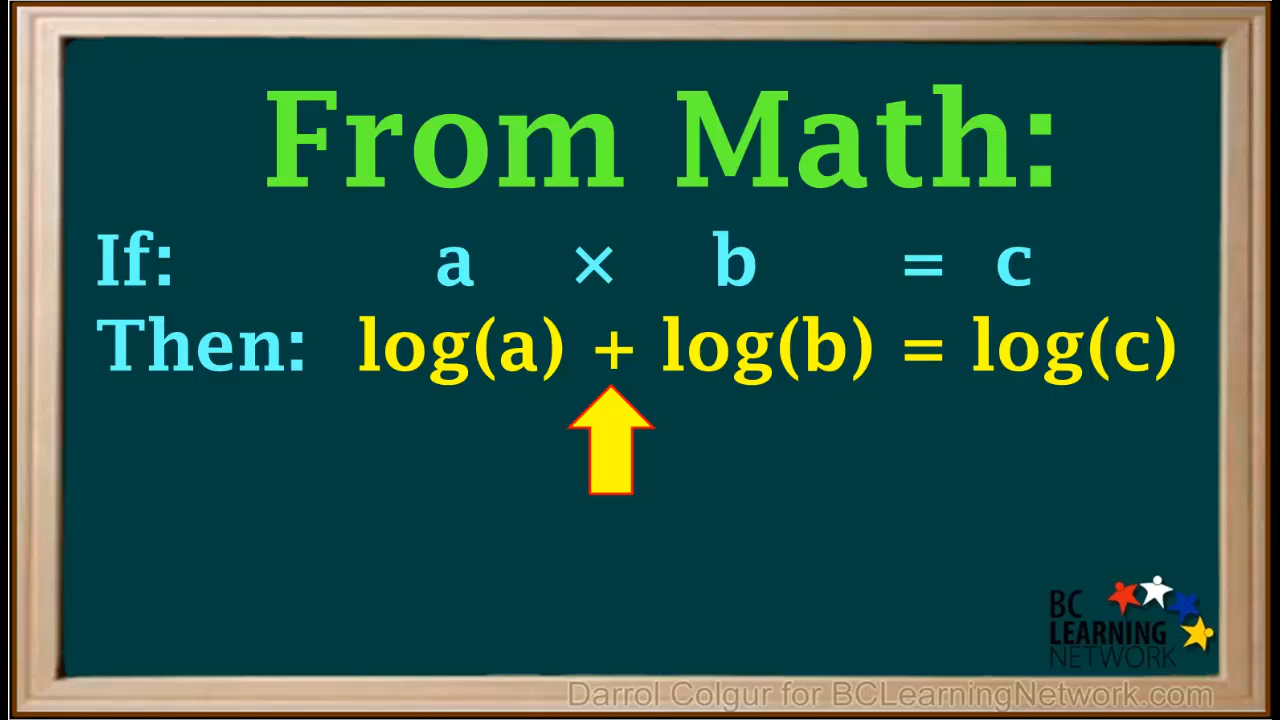 From Math:
If: a × b = c
Then: log(a) + log(b) = log(c)
BC
LEARNING
NETWORK
Darrol Colgur for BCLearningNetwork.com